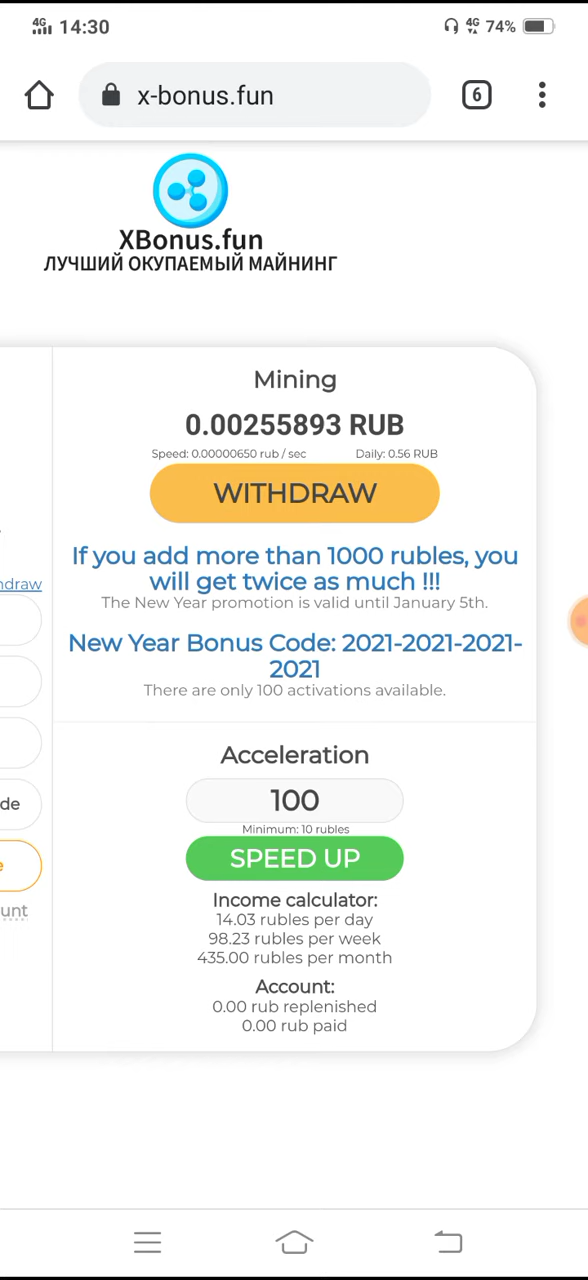 4G 14:30 4G 74%
x-bonus.fun 6
XBonus.fun
ЛУЧШИЙ ОКУПАЕМЫЙ МАЙНИНГ
Mining
0.00255893 RUB
Speed: 0.00000650 rub / sec Daily: 0.56 RUB
WITHDRAW
If you add more than 1000 rubles, you
will get twice as much !!!
The New Year promotion is valid until January 5th.
ndraw
New Year Bonus Code: 2021-2021-2021-
2021
There are only 100 activations available.
Acceleration
100
de
Minimum: 10 rubles
SPEED UP
e
Income calculator:
unt
14.03 rubles per day
98.23 rubles per week
435.00 rubles per month
Account:
0.00 rub replenished
0.00 rub paid